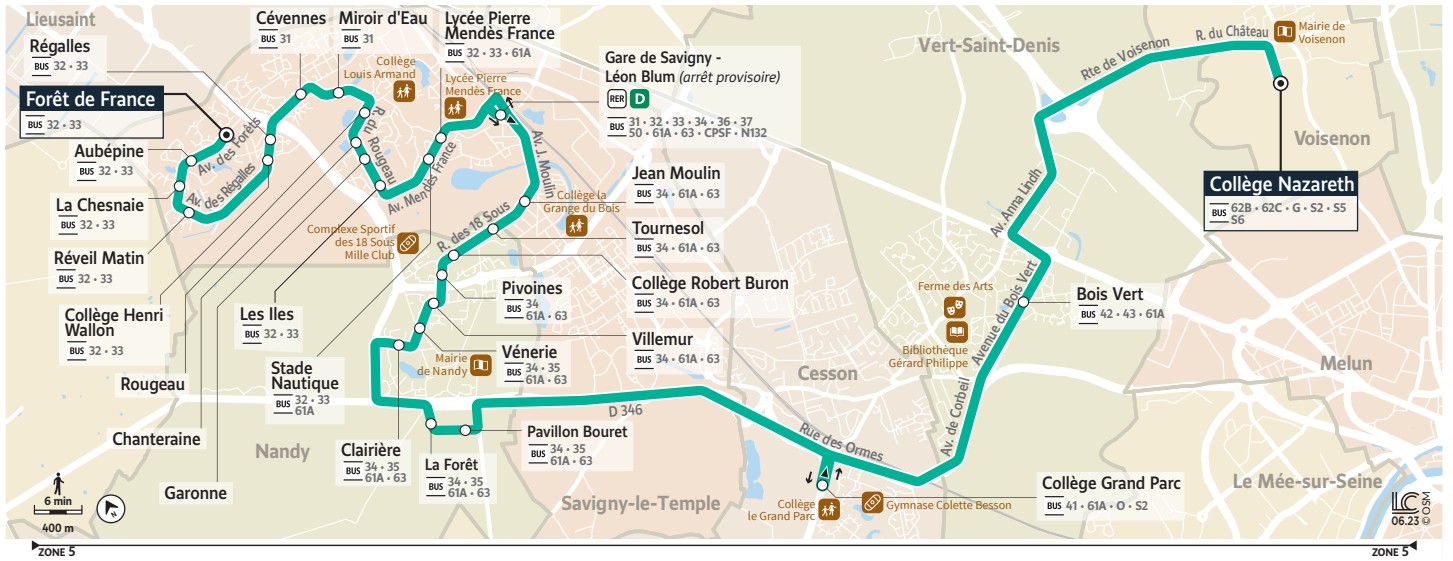 Lieusaint
Régalles
BUS 32 • 33
Forêt de France
BUS 32 • 33
Aubépine
BUS 32 • 33
La Chesnaie
BUS 32 • 33
Réveil Matin
BUS 32 • 33
Collège Henri
Wallon
BUS 32 • 33
Rougeau
Chanteraine
Garonne
Cévennes
BUS 31
Miroir d'Eau
BUS 31
Lycée Pierre
Mendès France
BUS 32 • 33 • 61A
Collège
Louis Armand
Lycée Pierre
Mendès France
Gare de Savigny -
Léon Blum (arrêt provisoire)
RER D
BUS 31 • 32 • 33 • 34 • 36 • 37
50 • 61A • 63 • CPSF • N132
Av. des Forêts
Av. des Régalles
R. du Rougeau
Av. Mendès France
Av. J. Moulin
R. des 18 Sous
Complexe Sportif
des 18 Sous
Mille Club
Collège la
Grange du Bois
Jean Moulin
BUS 34 • 61A • 63
Tournesol
BUS 34 • 61A • 63
Collège Robert Buron
BUS 34 • 61A • 63
Villemur
BUS 34 • 61A • 63
Pivoines
BUS 34
61A • 63
Vénerie
BUS 34 • 35
61A • 63
Les Iles
BUS 32 • 33
Stade
Nautique
BUS 32 • 33
61A
Mairie
de Nandy
Nandy
Clairière
BUS 34 • 35
61A • 63
La Forêt
BUS 34 • 35
61A • 63
Pavillon Bouret
BUS 34 • 35
61A • 63
D 346
Savigny-le-Temple
Cesson
Rue des Ormes
Collège
le Grand Parc
Gymnase Colette Besson
Collège Grand Parc
BUS 41 • 61A • O • S2
Av. de Corbeil
Avenue du Bois Vert
Ferme des Arts
Bibliothèque
Gérard Philippe
Bois Vert
BUS 42 • 43 • 61A
Av. Anna Lindh
Vert-Saint-Denis
Rte de Voisenon
R. du Château
Mairie de
Voisenon
Voisenon
Collège Nazareth
BUS 62B • 62C • G • S2 • S5
S6
Melun
Le Mée-sur-Seine
6 min
400 m
LC
06.23
© OSM
ZONE 5
ZONE 5